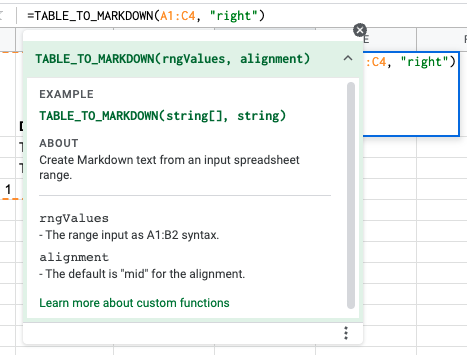 =TABLE_TO_MARKDOWN(A1:C4, "right")
E
F
TABLE_TO_MARKDOWN(rngValues, alignment)
:C4, "right")
EXAMPLE
TABLE_TO_MARKDOWN(string[], string)
ABOUT
Create Markdown text from an input spreadsheet
range.
1
rngValues
- The range input as A1:B2 syntax.
alignment
- The default is "mid" for the alignment.
Learn more about custom functions